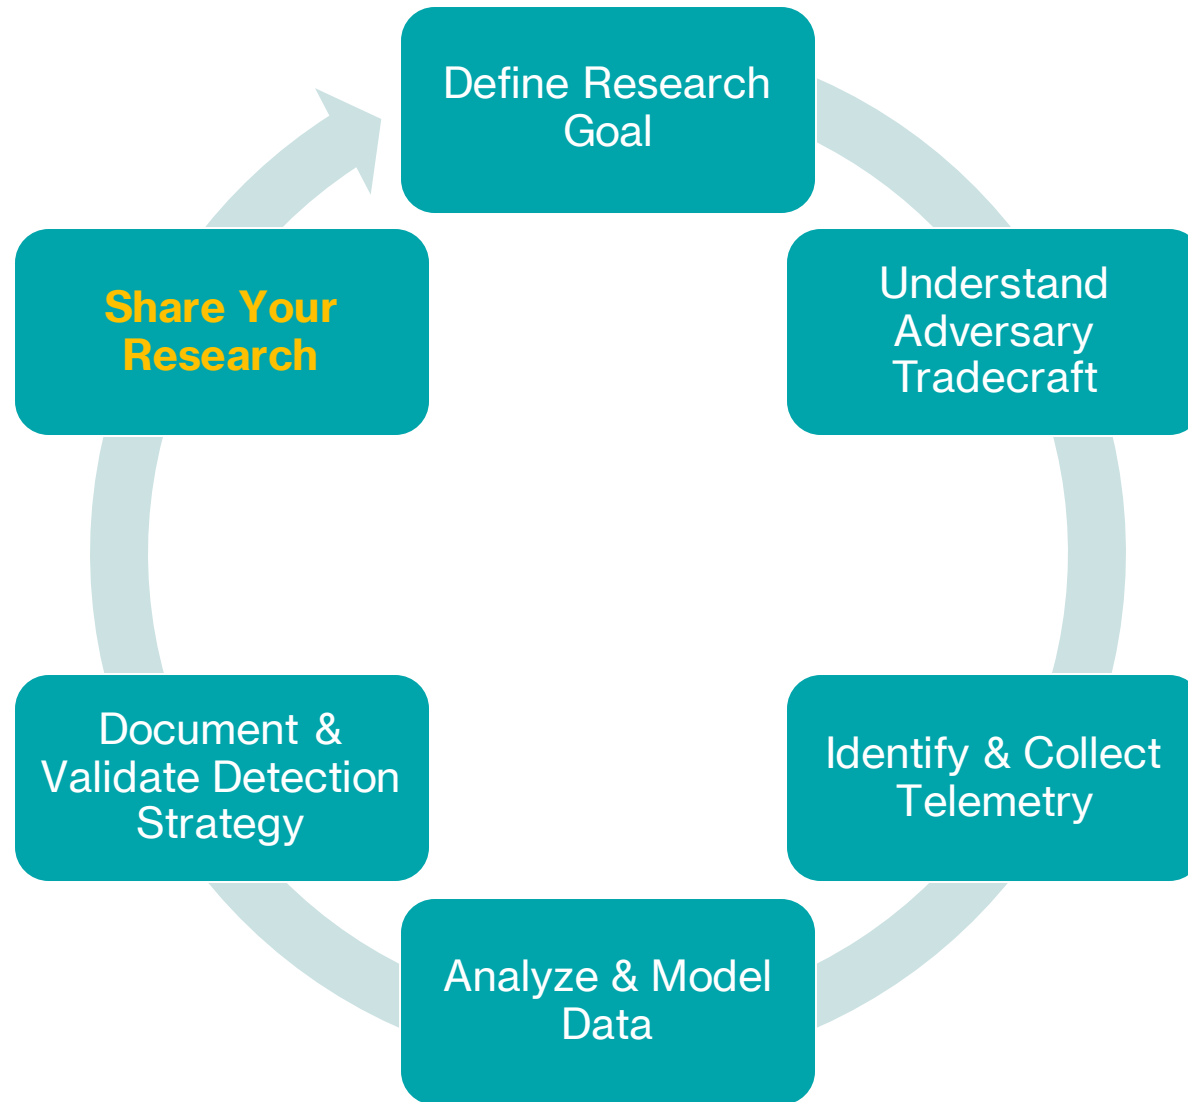 Define Research
Goal
Understand
Adversary
Tradecraft
Identify & Collect
Telemetry
Analyze & Model
Data
Document &
Validate Detection
Strategy
Share Your
Research